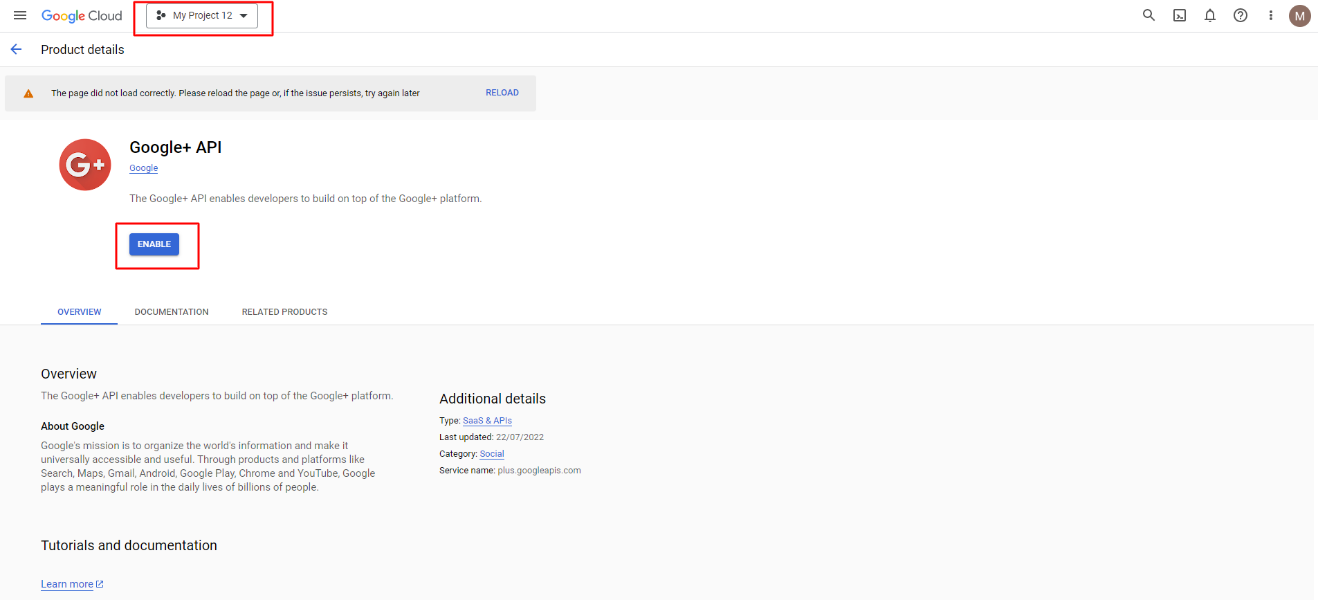 Google Cloud My Project 12 M
Product details
The page did not load correctly. Please reload the page or, if the issue persists, try again later RELOAD
G+
Google+ API
Google
The Google+ API enables developers to build on top of the Google+ platform.
ENABLE
OVERVIEW DOCUMENTATION RELATED PRODUCTS
Overview
The Google+ API enables developers to build on top of the Google+ platform.
About Google
Google's mission is to organize the world's information and make it
universally accessible and useful. Through products and platforms like
Search, Maps, Gmail, Android, Google Play, Chrome and YouTube, Google
plays a meaningful role in the daily lives of billions of people.
Additional details
Type: SaaS & APIs
Last updated: 22/07/2022
Category: Social
Service name: plus.googleapis.com
Tutorials and documentation
Learn more